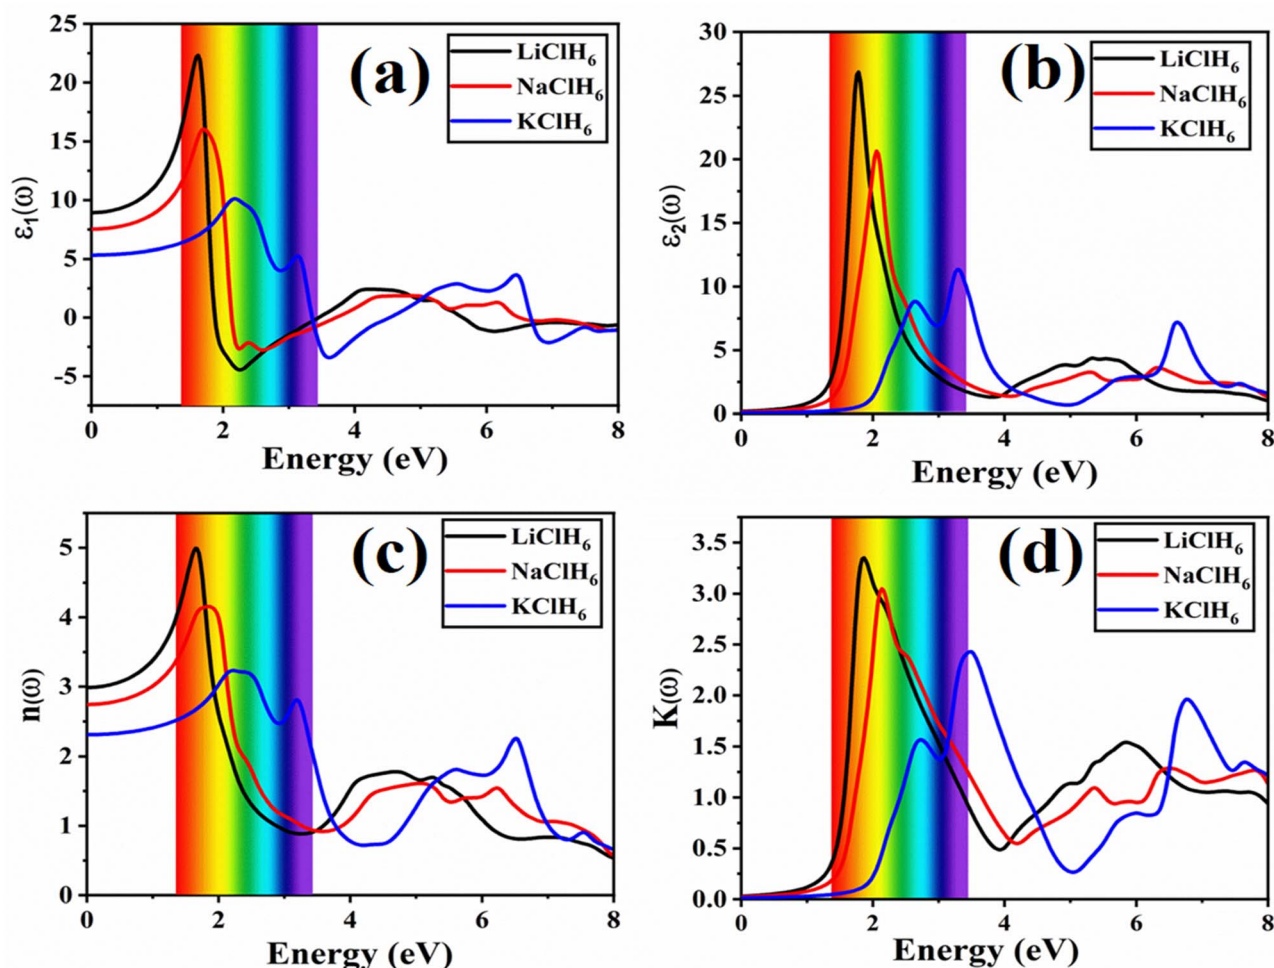 (a)
LiClH₆
NaClH₆
KClH₆
ε₁(ω)
25
20
15
10
5
0
-5
0 2 4 6 8
Energy (eV)
(b)
LiClH₆
NaClH₆
KClH₆
ε₂(ω)
30
25
20
15
10
5
0
0 2 4 6 8
Energy (eV)
(c)
LiClH₆
NaClH₆
KClH₆
n(ω)
5
4
3
2
1
0
0 2 4 6 8
Energy (eV)
(d)
LiClH₆
NaClH₆
KClH₆
K(ω)
3.5
3.0
2.5
2.0
1.5
1.0
0.5
0.0
0 2 4 6 8
Energy (eV)